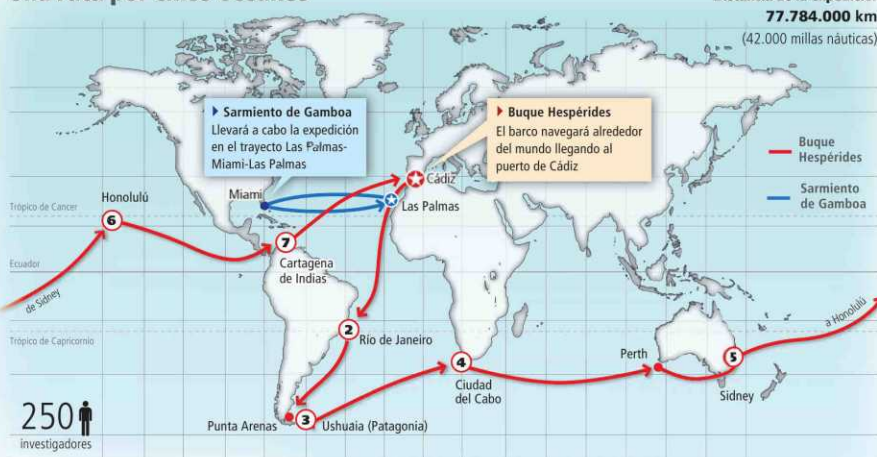 77.784.000 km
(42.000 millas náuticas)
Sarmiento de Gamboa
Llevará a cabo la expedición
en el trayecto Las Palmas-
Miami-Las Palmas
Buque Hespérides
El barco navegará alrededor
del mundo llegando al
puerto de Cádiz
Buque
Hespérides
Sarmiento
de Gamboa
Cádiz
Miami
Las Palmas
Honolulú
Trópico de Cancer
6
7
Cartagena
de Indias
Ecuador
de Sidney
a Honolulú
2
Río de Janeiro
Trópico de Capricornio
4
Ciudad
del Cabo
Perth
5
Sidney
3
Punta Arenas
Ushuaia (Patagonia)
250
investigadores